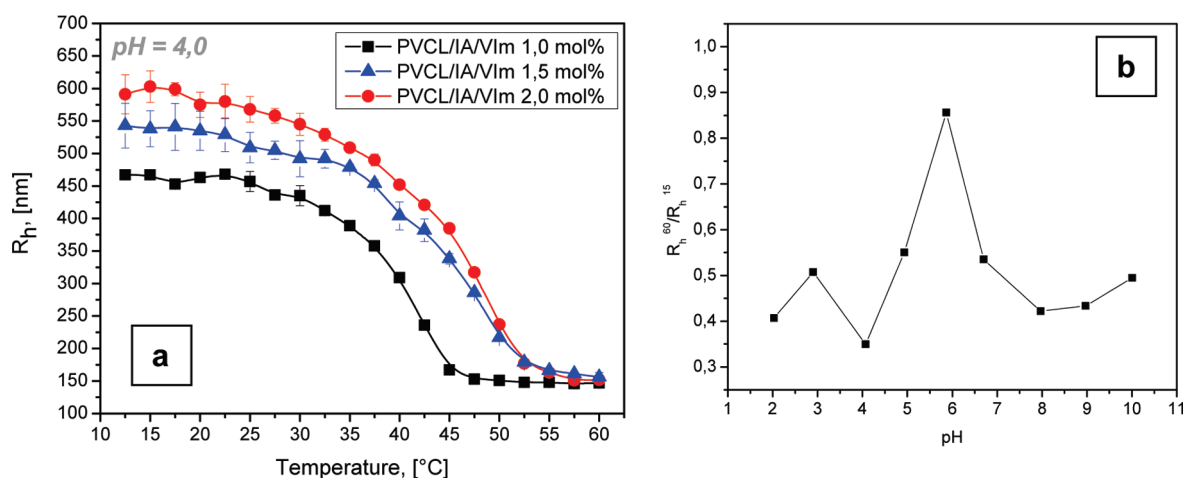 pH = 4,0
PVCL/IA/VIm 1,0 mol%
PVCL/IA/VIm 1,5 mol%
PVCL/IA/VIm 2,0 mol%
700
650
600
550
500
450
400
350
300
250
200
150
100
Rh, [nm]
a
10 15 20 25 30 35 40 45 50 55 60
Temperature, [°C]
b
1,0
0,9
0,8
0,7
0,6
0,5
0,4
0,3
Rh 60/Rh 15
1 2 3 4 5 6 7 8 9 10 11
pH